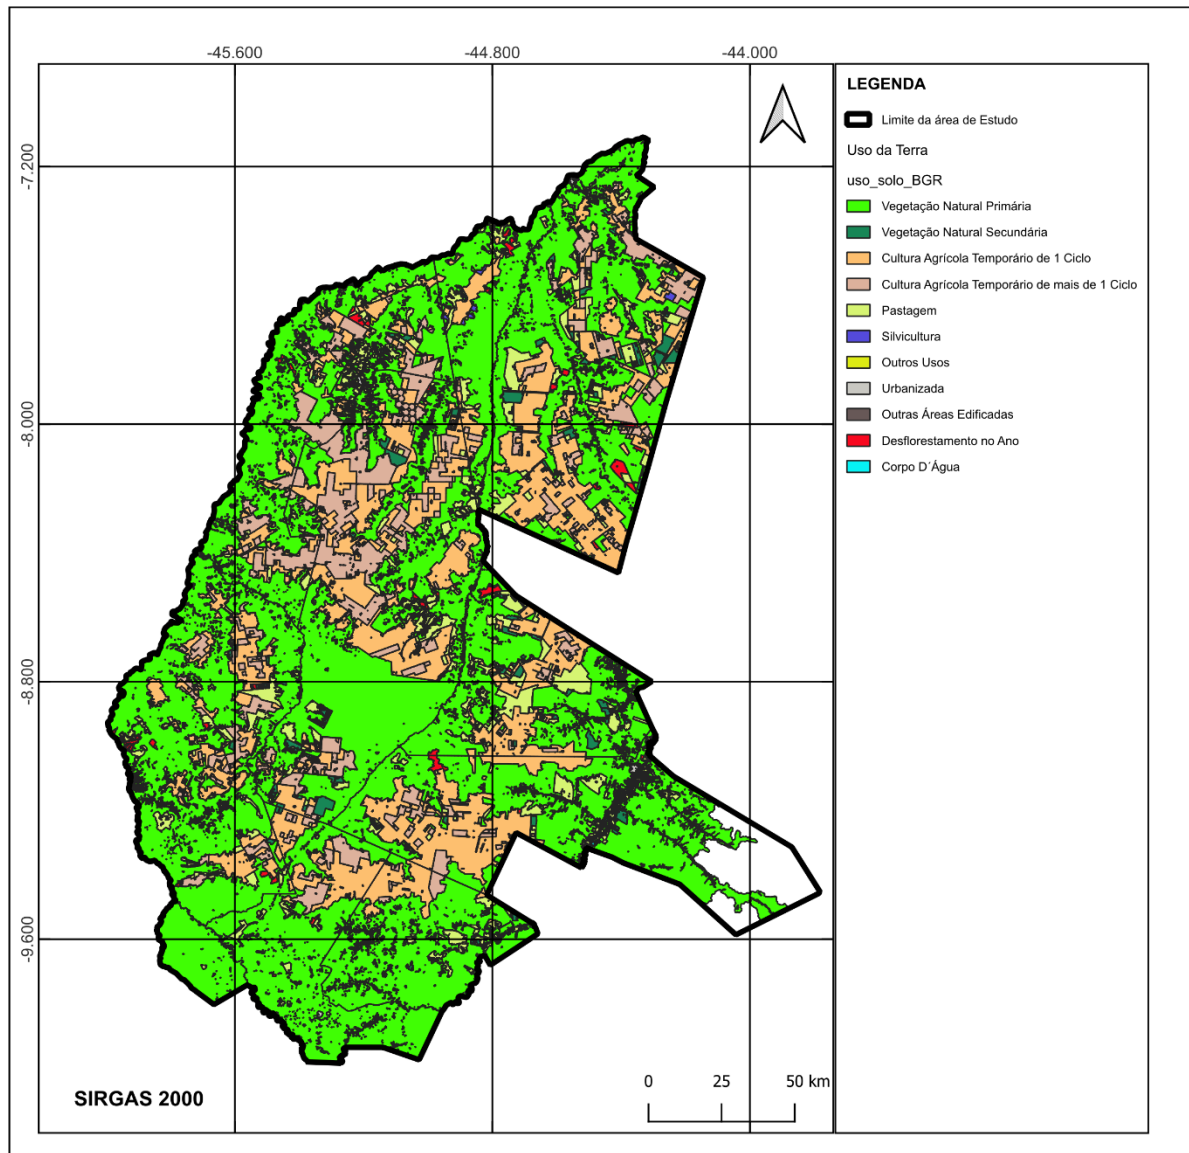 -45.600
-44.800
-44.000
-7.200
-8.000
-8.800
-9.600
SIRGAS 2000
0
25
50 km
LEGENDA
Limite da área de Estudo
Uso da Terra
uso_solo_BGR
Vegetação Natural Primária
Vegetação Natural Secundária
Cultura Agrícola Temporário de 1 Ciclo
Cultura Agrícola Temporário de mais de 1 Ciclo
Pastagem
Silvicultura
Outros Usos
Urbanizada
Outras Áreas Edificadas
Desflorestamento no Ano
Corpo D´Água